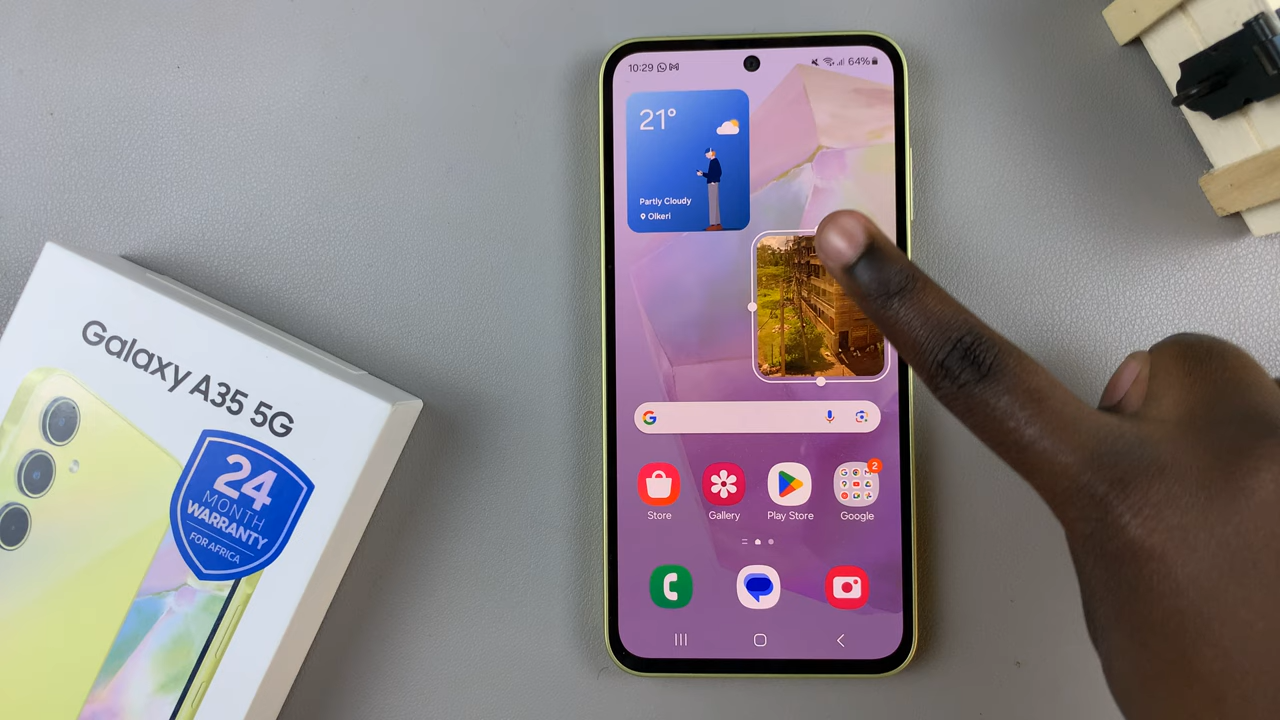 Galaxy A35 5G
24
MONTH
WARRANTY
FOR AFRICA
10:29
64%
21°
Partly Cloudy
Olkeri
G
Store
Gallery
Play Store
Google
2